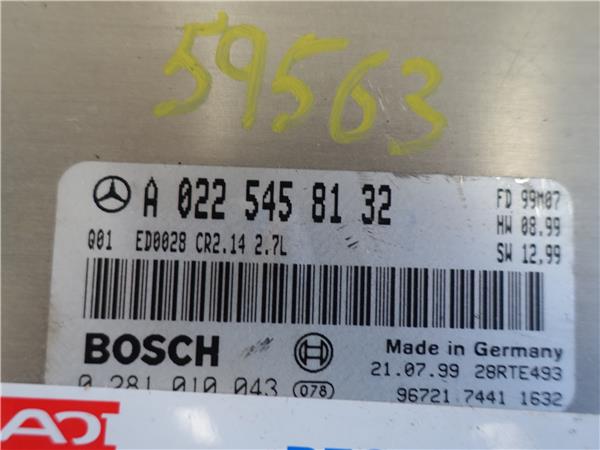 59563
A 022 545 81 32
FD 99M07
HW 08.99
Q01 ED0028 CR2.14 2.7L
SW 12.99
BOSCH
Made in Germany
0 281 010 043 078
21.07.99 28RTE493
96721 7441 1632